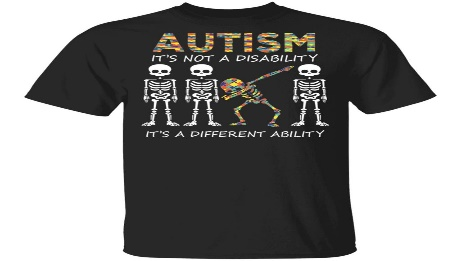 AUTISM
IT'S NOT A DISABILITY
IT'S A DIFFERENT ABILITY